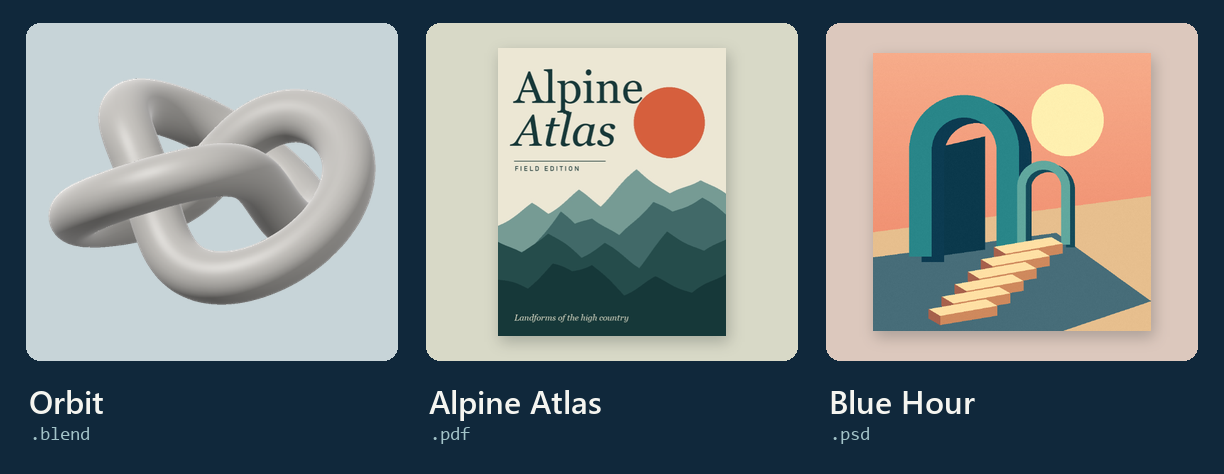 Alpine
Atlas
FIELD EDITION
Landforms of the high country
Orbit
.blend
Alpine Atlas
.pdf
Blue Hour
.psd